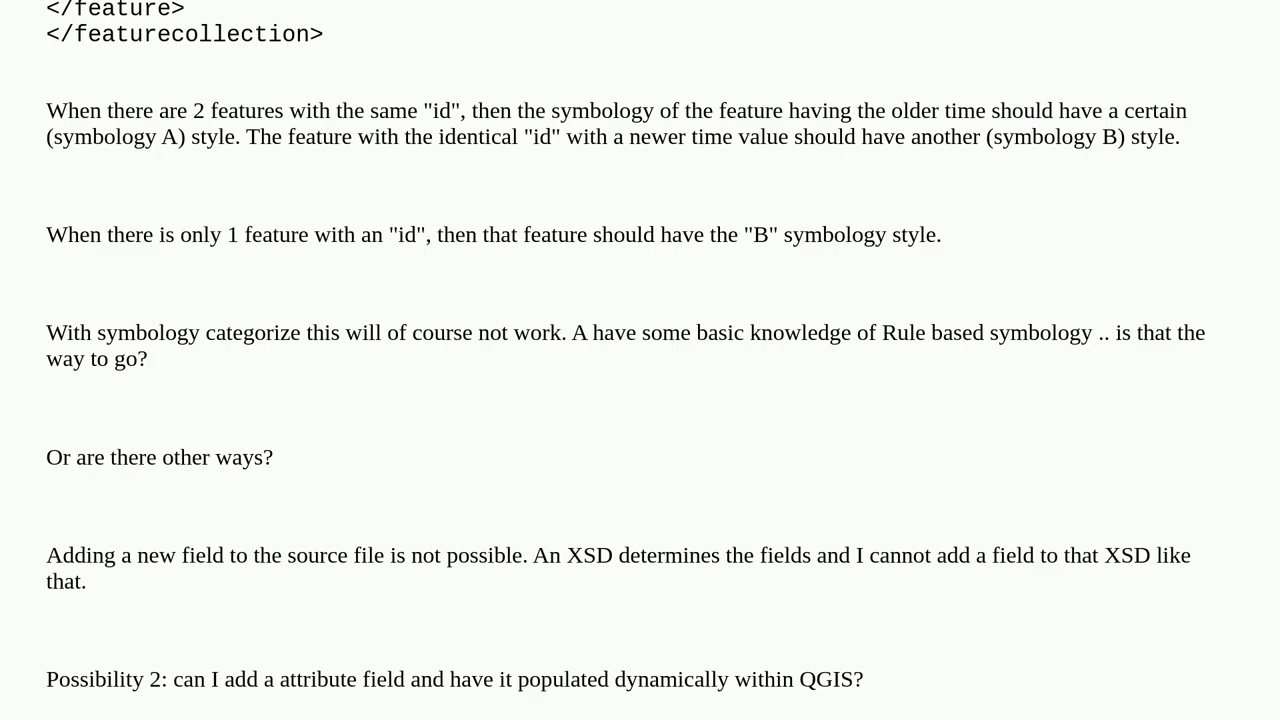 </feature>
</featurecollection>
When there are 2 features with the same "id", then the symbology of the feature having the older time should have a certain
(symbology A) style. The feature with the identical "id" with a newer time value should have another (symbology B) style.
When there is only 1 feature with an "id", then that feature should have the "B" symbology style.
With symbology categorize this will of course not work. A have some basic knowledge of Rule based symbology .. is that the
way to go?
Or are there other ways?
Adding a new field to the source file is not possible. An XSD determines the fields and I cannot add a field to that XSD like
that.
Possibility 2: can I add a attribute field and have it populated dynamically within QGIS?